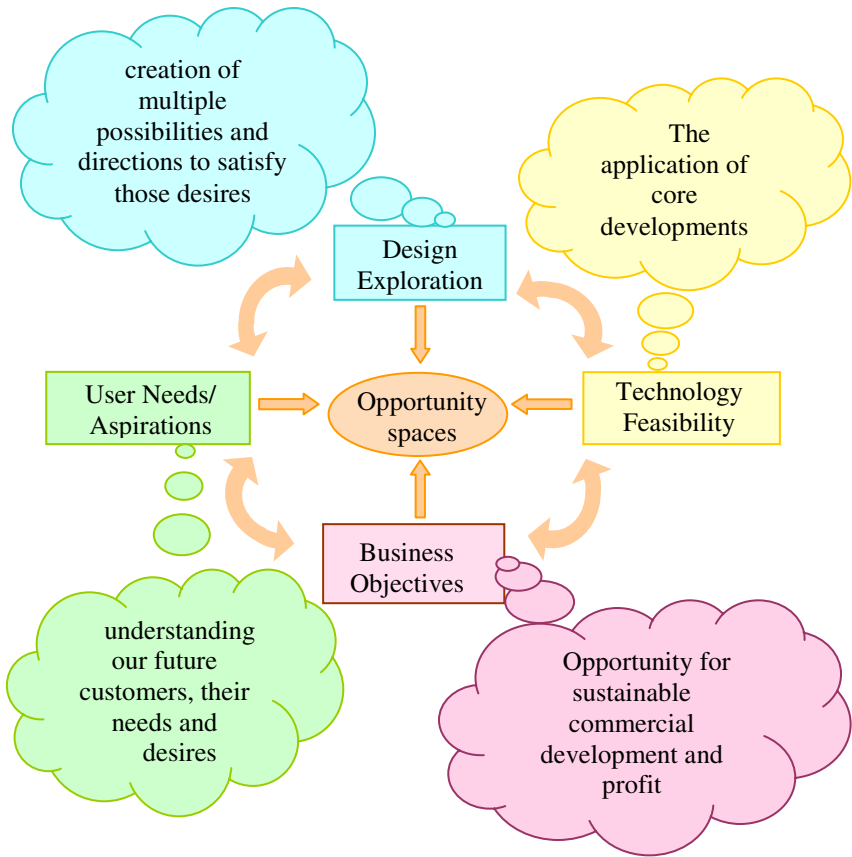 creation of
multiple
possibilities and
directions to satisfy
those desires
The
application of
core
developments
Design
Exploration
User Needs/
Aspirations
Opportunity
spaces
Technology
Feasibility
Business
Objectives
understanding
our future
customers, their
needs and
desires
Opportunity for
sustainable
commercial
development and
profit